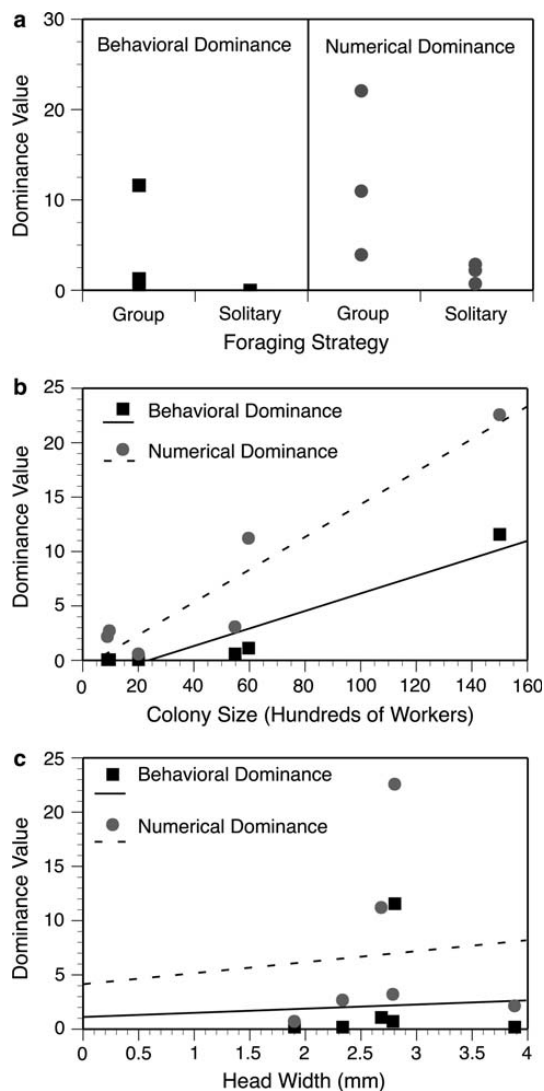 a
30
Behavioral Dominance
Numerical Dominance
20
10
0
Dominance Value
Group
Solitary
Group
Solitary
Foraging Strategy
b
25
Behavioral Dominance
Numerical Dominance
20
15
10
5
0
Dominance Value
0 20 40 60 80 100 120 140 160
Colony Size (Hundreds of Workers)
c
25
Behavioral Dominance
Numerical Dominance
20
15
10
5
0
Dominance Value
0 0.5 1 1.5 2 2.5 3 3.5 4
Head Width (mm)